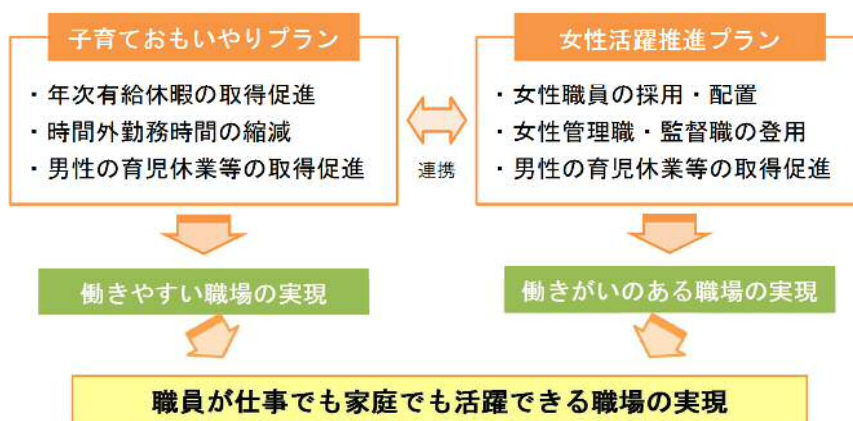 子育ておもいやりプラン
・年次有給休暇の取得促進
・時間外勤務時間の縮減
・男性の育児休業等の取得促進
連携
女性活躍推進プラン
・女性職員の採用・配置
・女性管理職・監督職の登用
・男性の育児休業等の取得促進
働きやすい職場の実現
働きがいのある職場の実現
職員が仕事でも家庭でも活躍できる職場の実現